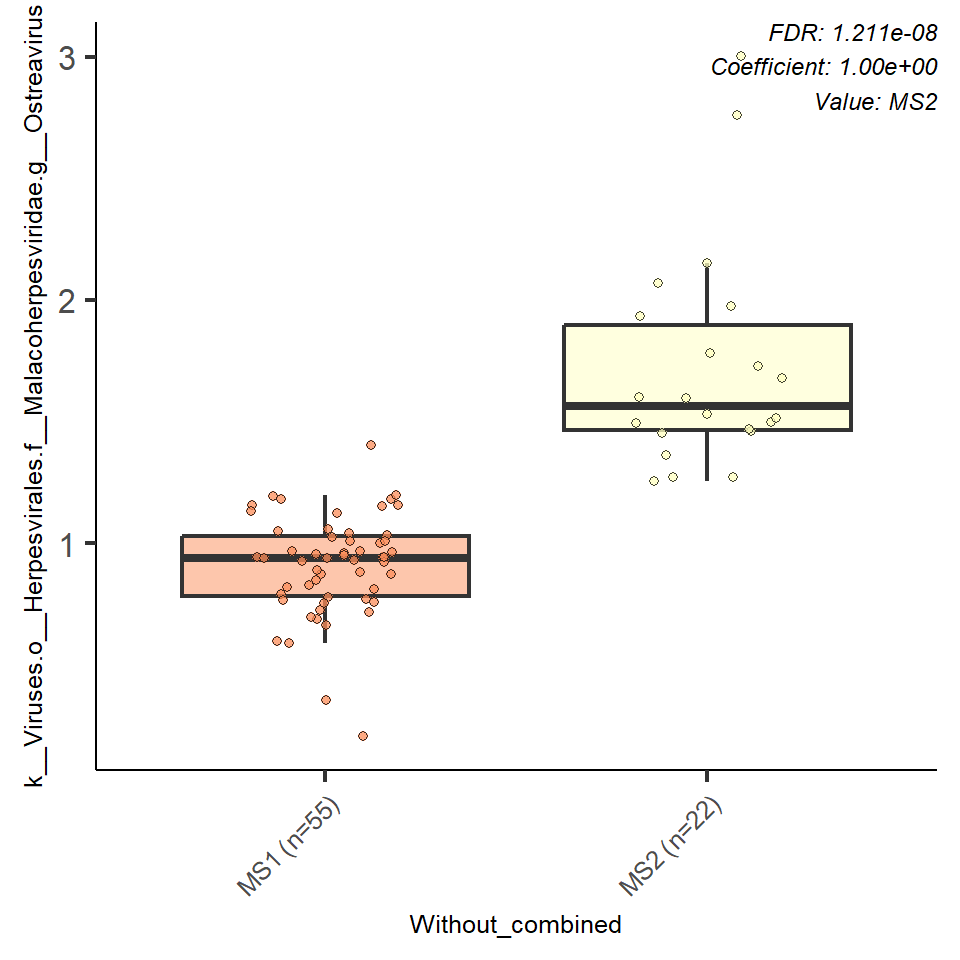 FDR: 1.211e-08
Coefficient: 1.00e+00
Value: MS2
k__Viruses.o__Herpesvirales.f__Malacoherpesviridae.g__Ostreavirus
3
2
1
MS1 (n=55)
MS2 (n=22)
Without_combined